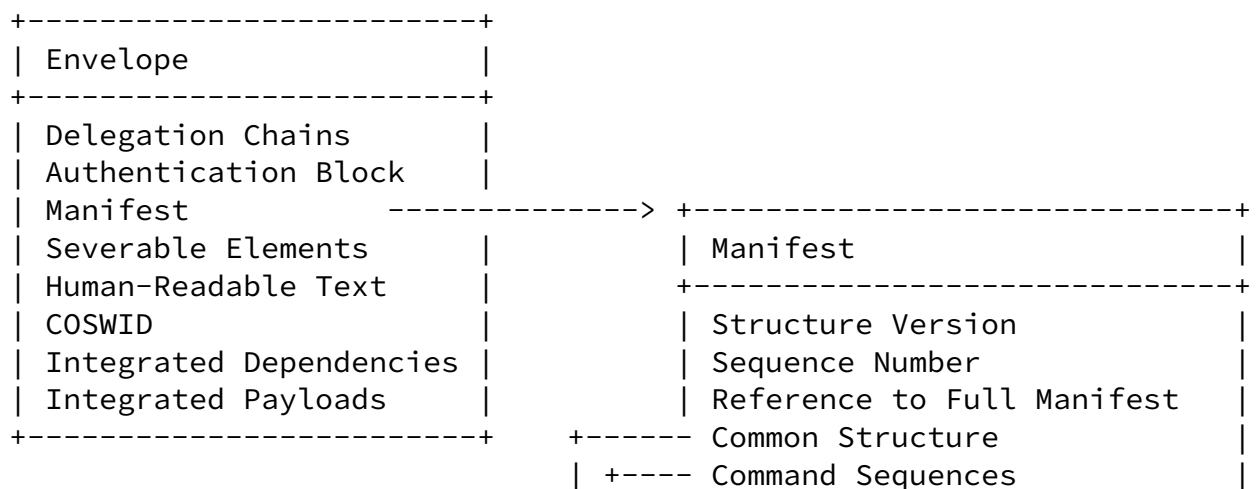 +-------------------------+
| Envelope                |
+-------------------------+
| Delegation Chains       |
| Authentication Block    |
| Manifest           --------------> +------------------------------+
| Severable Elements      |          | Manifest                     |
| Human-Readable Text     |          +------------------------------+
| COSWID                  |          | Structure Version            |
| Integrated Dependencies |          | Sequence Number              |
| Integrated Payloads     |          | Reference to Full Manifest   |
+-------------------------+    +------ Common Structure             |
                               | +---- Command Sequences            |